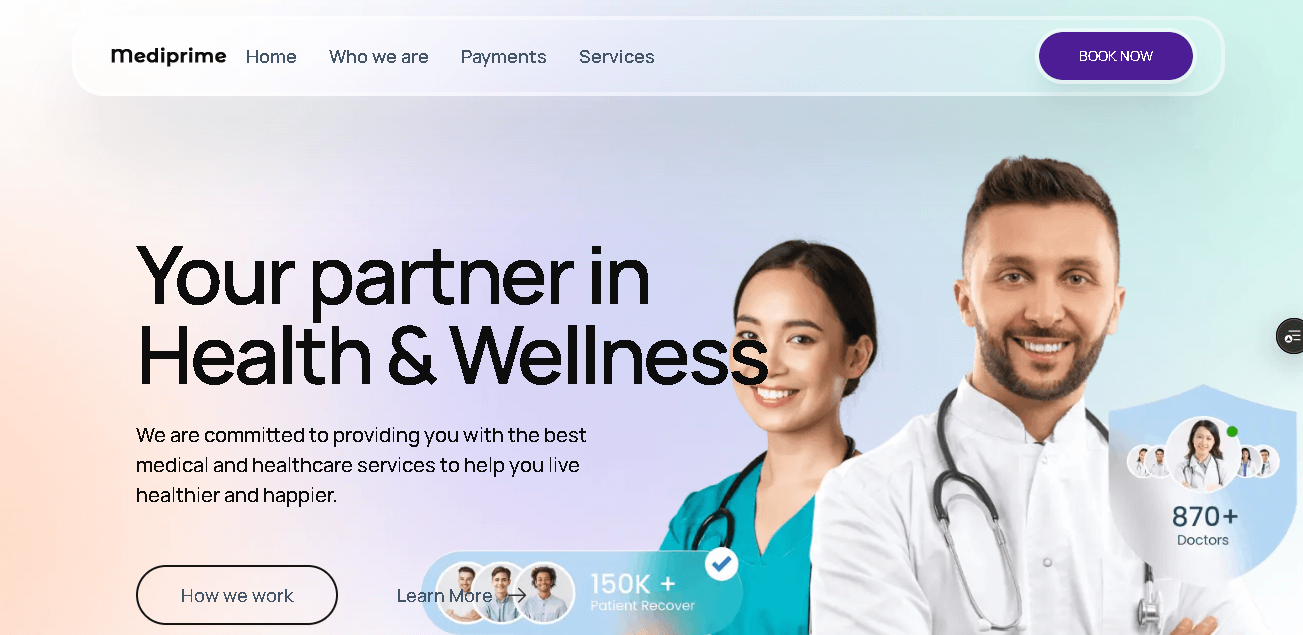 Mediprime Home Who we are Payments Services BOOK NOW
Your partner in
Health & Wellness
We are committed to providing you with the best
medical and healthcare services to help you live
healthier and happier.
870+
Doctors
How we work
Learn More →
150K +
Patient Recover